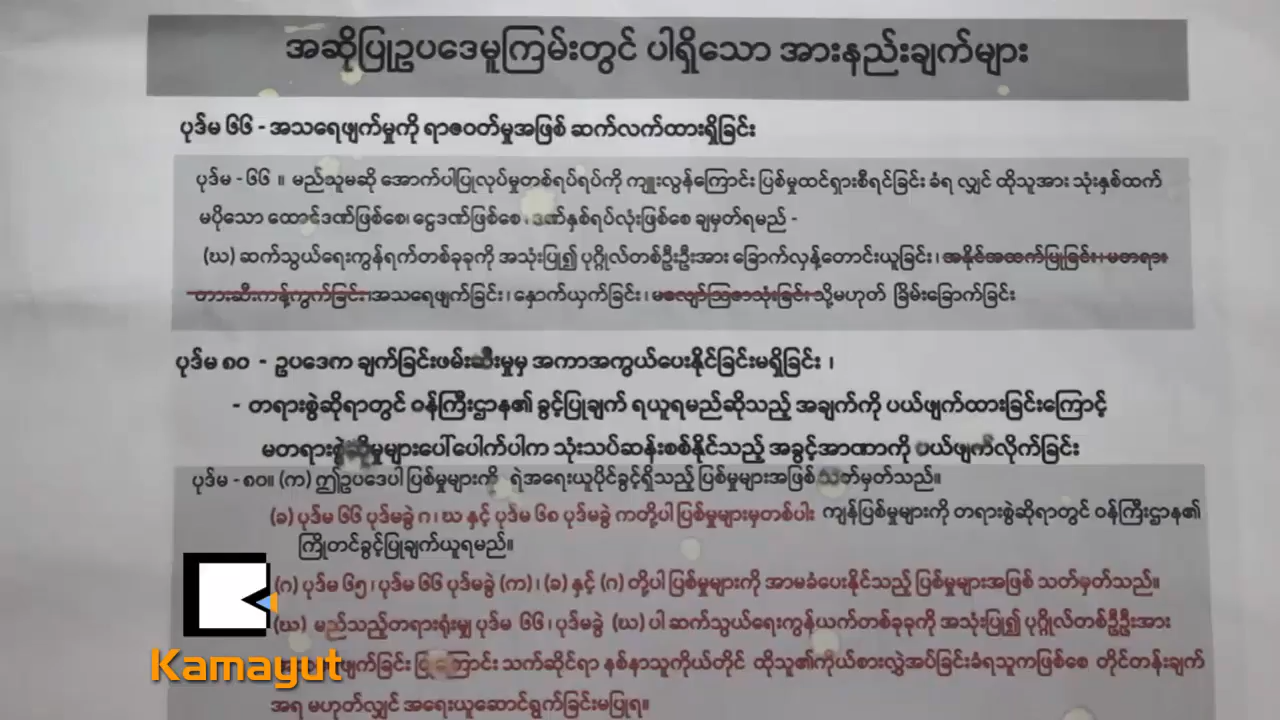 အဆိုပြုဥပဒေမူကြမ်းတွင် ပါရှိသော အားနည်းချက်များ
ပုဒ်မ ၆၆ - အသရေဖျက်မှုကို ရာဇဝတ်မှုအဖြစ် ဆက်လက်ထားရှိခြင်း
ပုဒ်မ - ၆၆ ။ မည်သူမဆို အောက်ပါပြုလုပ်မှုတစ်ရပ်ရပ်ကို ကျူးလွန်ကြောင်း ပြစ်မှုထင်ရှားစီရင်ခြင်း ခံရ လျှင် ထိုသူအား သုံးနှစ်ထက်
မပိုသော ထောင်ဒဏ်ဖြစ်စေ၊ ငွေဒဏ်ဖြစ်စေ ၊ ဒဏ်နှစ်ရပ်လုံးဖြစ်စေ ချမှတ်ရမည် -
(ဃ) ဆက်သွယ်ရေးကွန်ရက်တစ်ခုခုကို အသုံးပြု၍ ပုဂ္ဂိုလ်တစ်ဦးဦးအား ခြောက်လှန့်တောင်းယူခြင်း ၊ အနိုင်အထက်ပြုခြင်း ၊ မတရား
တားဆီးကန့်ကွက်ခြင်း ၊အသရေဖျက်ခြင်း ၊ နှောက်ယှက်ခြင်း ၊ မလျော်ဩဇာသုံးခြင်း သို့မဟုတ် ခြိမ်းခြောက်ခြင်း
ပုဒ်မ ၈၀ - ဥပဒေက ချက်ခြင်းဖမ်းဆီးမှုမှ အကာအကွယ်ပေးနိုင်ခြင်းမရှိခြင်း ၊
- တရားစွဲဆိုရာတွင် ဝန်ကြီးဌာန၏ ခွင့်ပြုချက် ရယူရမည်ဆိုသည့် အချက်ကို ပယ်ဖျက်ထားခြင်းကြောင့်
မတရားစွဲဆိုမှုများပေါ်ပေါက်ပါက သုံးသပ်ဆန်းစစ်နိုင်သည့် အခွင့်အာဏာကို ပယ်ဖျက်လိုက်ခြင်း
ပုဒ်မ - ၈၀။ (က) ဤဥပဒေပါ ပြစ်မှုများကို ရဲအရေးယူပိုင်ခွင့်ရှိသည့် ပြစ်မှုများအဖြစ် သတ်မှတ်သည်။
(ခ) ပုဒ်မ ၆၆ ပုဒ်မခွဲ ဂ ၊ ဃ နှင့် ပုဒ်မ ၆၈ ပုဒ်မခွဲ ကတို့ပါ ပြစ်မှုများမှတစ်ပါး ကျန်ပြစ်မှုများကို တရားစွဲဆိုရာတွင် ဝန်ကြီးဌာန၏
ကြိုတင်ခွင့်ပြုချက်ယူရမည်။
(ဂ) ပုဒ်မ ၆၅ ၊ ပုဒ်မ ၆၆ ပုဒ်မခွဲ (က) ၊ (ခ) နှင့် (ဂ) တို့ပါ ပြစ်မှုများကို အာမခံပေးနိုင်သည့် ပြစ်မှုများအဖြစ် သတ်မှတ်သည်။
(ဃ) မည်သည့်တရားရုံးမျှ ပုဒ်မ ၆၆ ၊ ပုဒ်မခွဲ (ဃ) ပါ ဆက်သွယ်ရေးကွန်ယက်တစ်ခုခုကို အသုံးပြု၍ ပုဂ္ဂိုလ်တစ်ဦဦးအား
ဖျက်ခြင်း ပြုကြောင်း သက်ဆိုင်ရာ နစ်နာသူကိုယ်တိုင် ထိုသူ၏ကိုယ်စားလွှဲအပ်ခြင်းခံရသူကဖြစ်စေ တိုင်တန်းချက်
အရ မဟုတ်လျှင် အရေးယူဆောင်ရွက်ခြင်းမပြုရ။
Kamayut